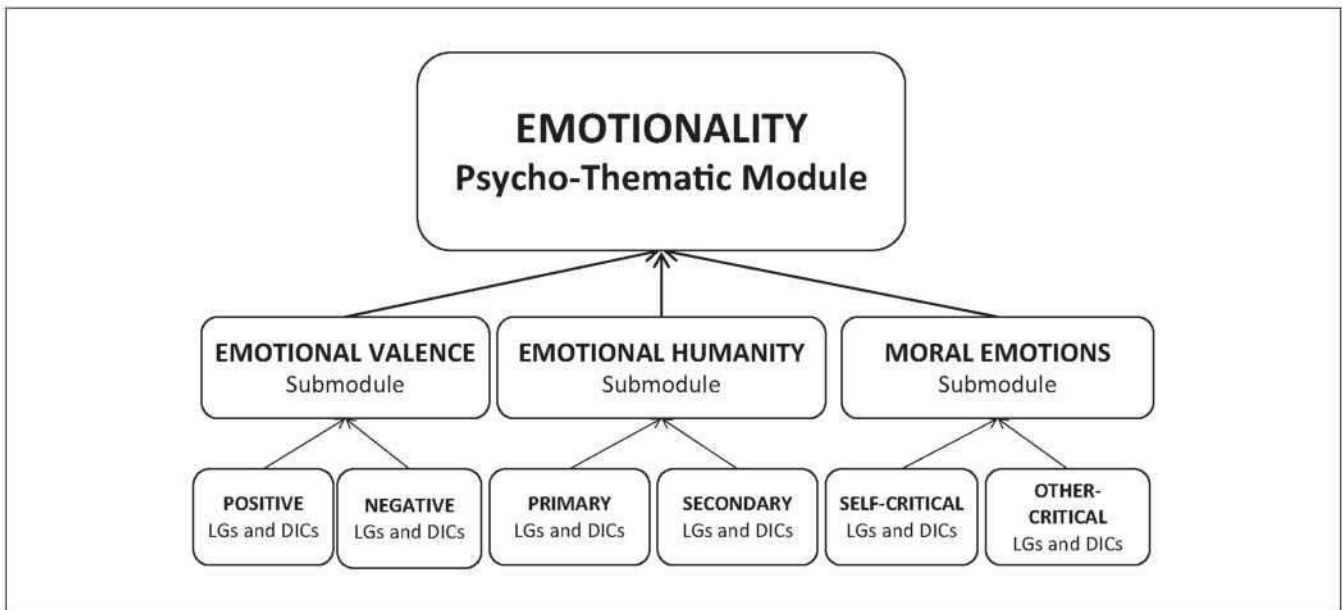 EMOTIONALITY
Psycho-Thematic Module
EMOTIONAL VALENCE
Submodule
EMOTIONAL HUMANITY
Submodule
MORAL EMOTIONS
Submodule
POSITIVE
LGs and DICs
NEGATIVE
LGs and DICs
PRIMARY
LGs and DICs
SECONDARY
LGs and DICs
SELF-CRITICAL
LGs and DICs
OTHER-
CRITICAL
LGs and DICs